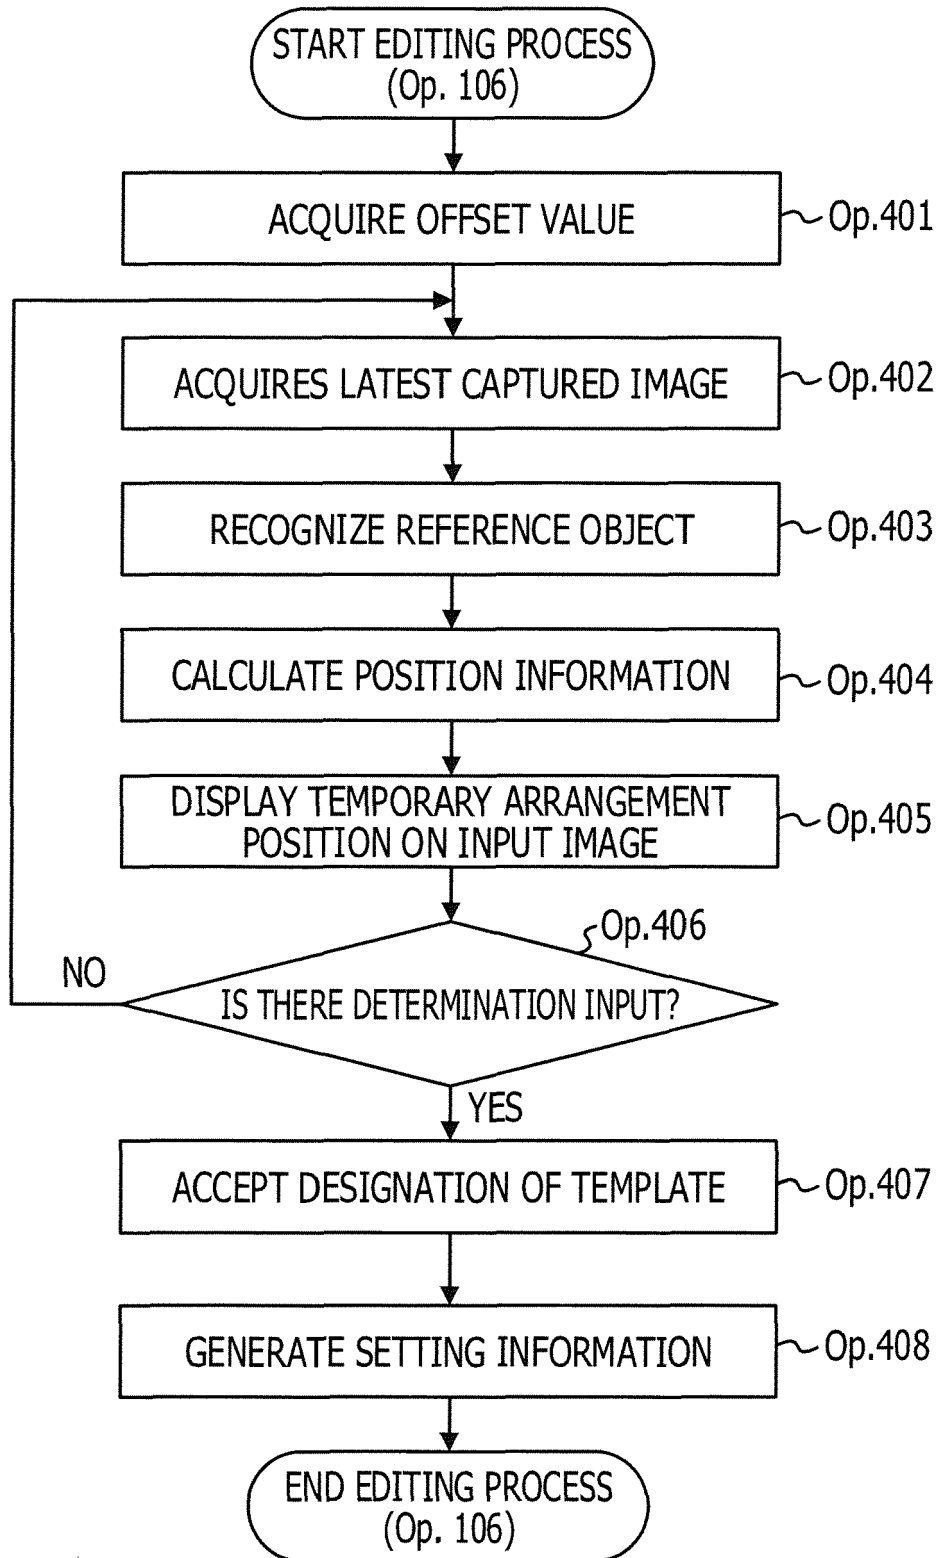 START EDITING PROCESS
(Op. 106)
ACQUIRE OFFSET VALUE
Op.401
ACQUIRES LATEST CAPTURED IMAGE
Op.402
RECOGNIZE REFERENCE OBJECT
Op.403
CALCULATE POSITION INFORMATION
Op.404
DISPLAY TEMPORARY ARRANGEMENT
POSITION ON INPUT IMAGE
Op.405
Op.406
NO
IS THERE DETERMINATION INPUT?
YES
ACCEPT DESIGNATION OF TEMPLATE
Op.407
GENERATE SETTING INFORMATION
Op.408
END EDITING PROCESS
(Op. 106)